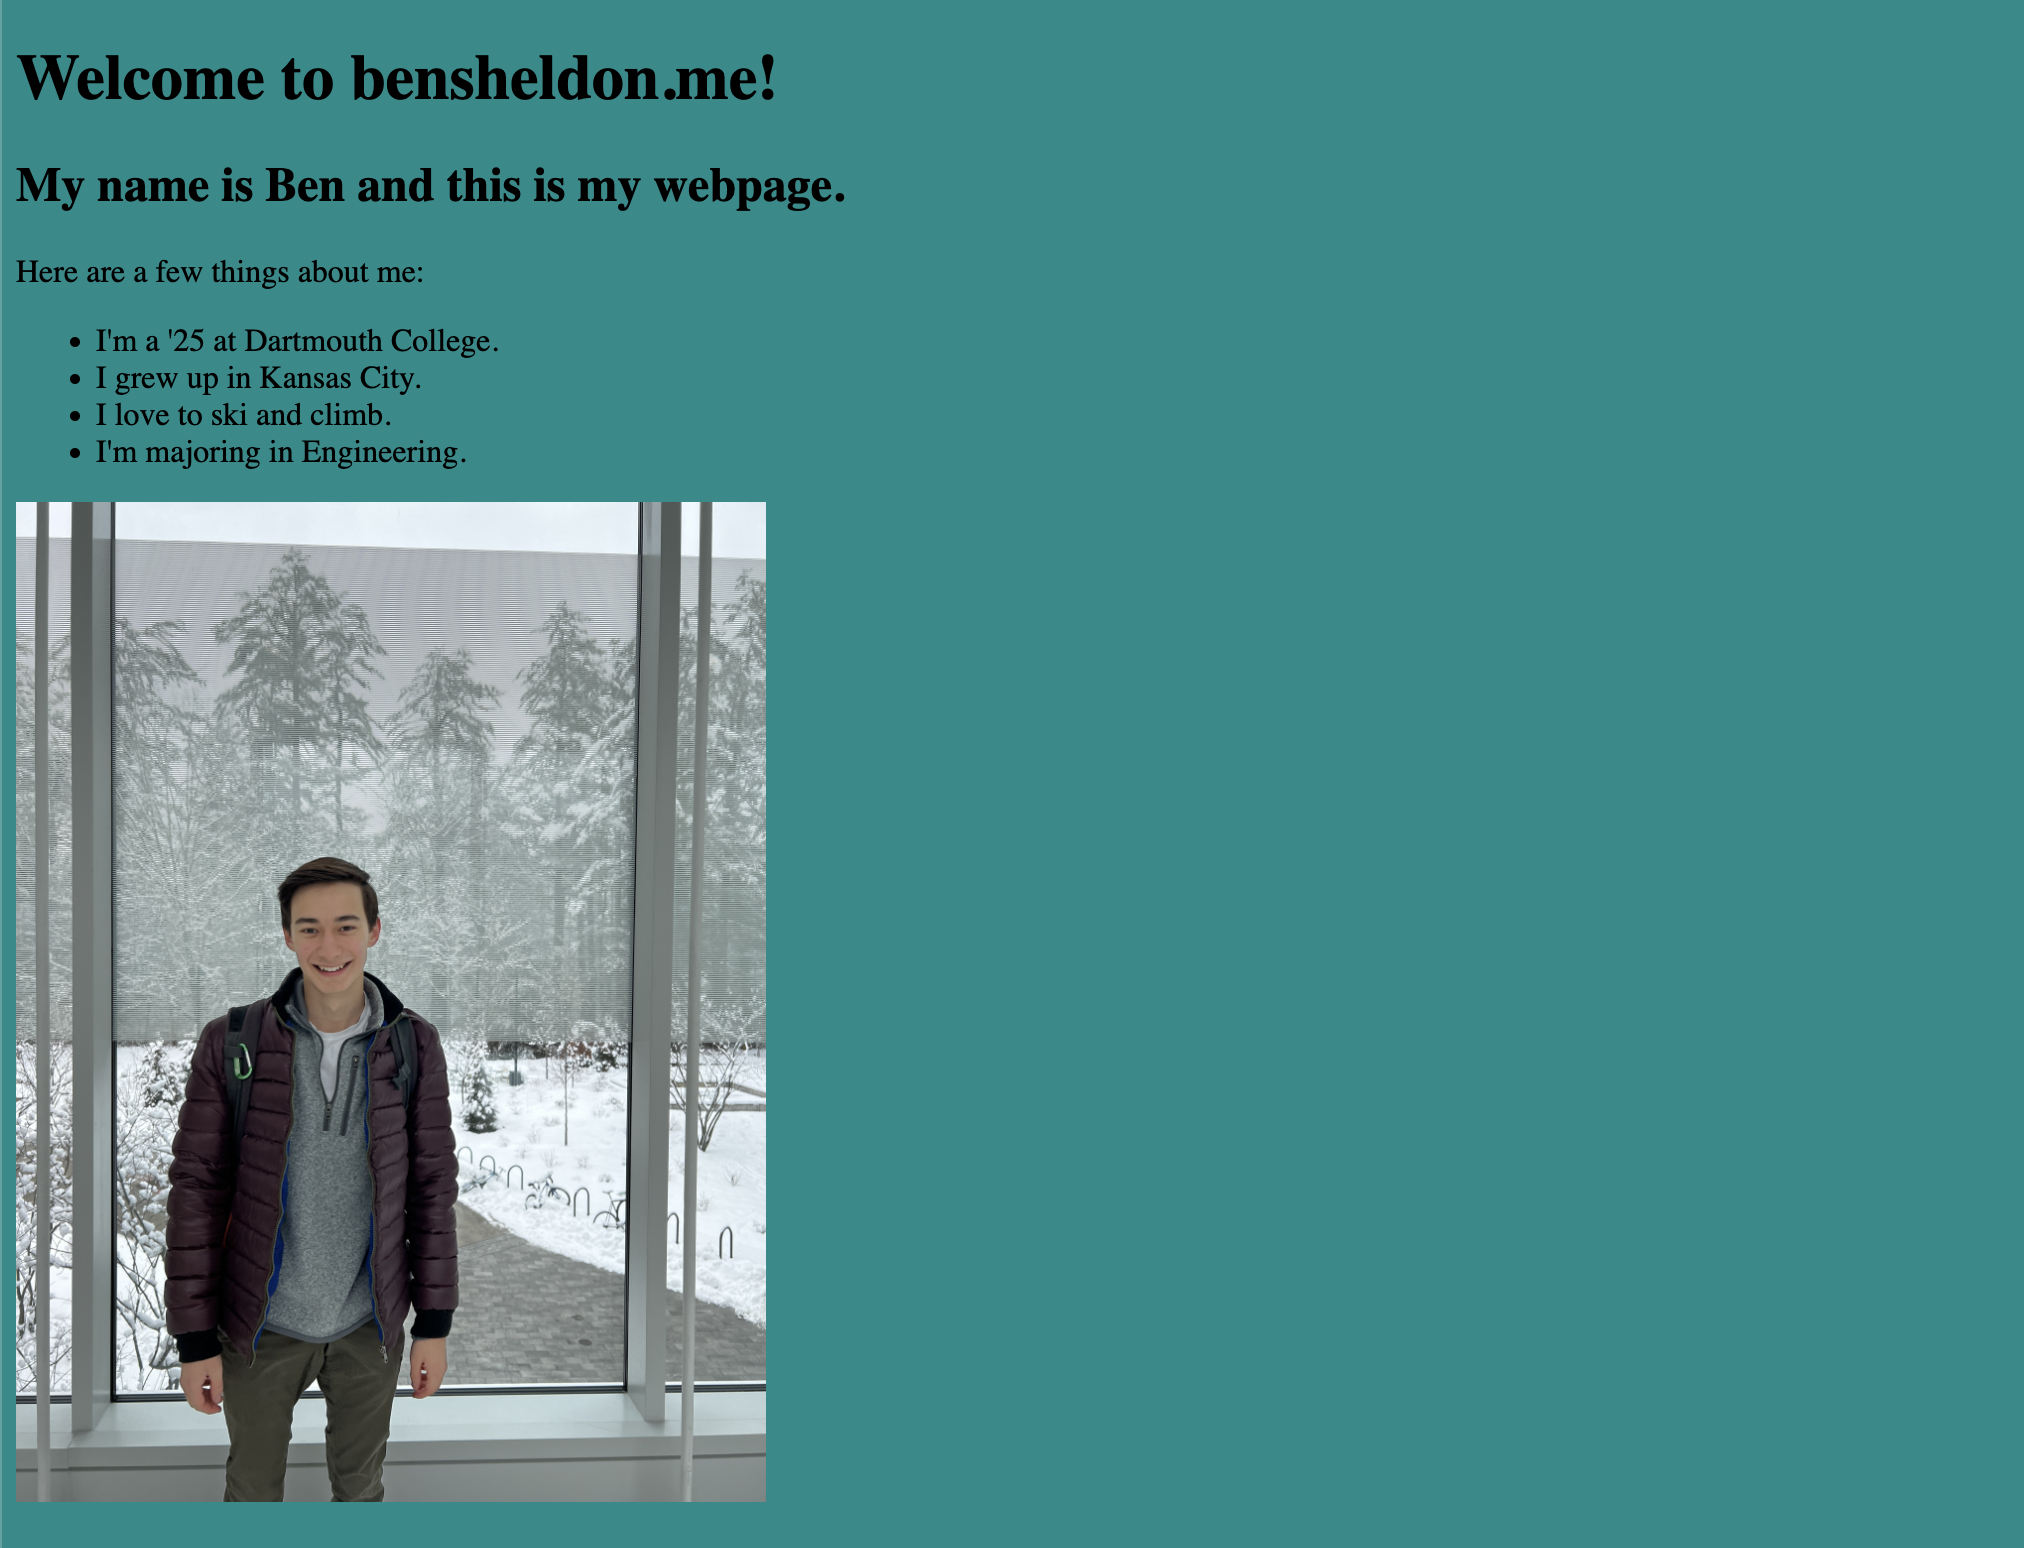 Welcome to bensheldon.me!
My name is Ben and this is my webpage.
Here are a few things about me:
I'm a '25 at Dartmouth College.
I grew up in Kansas City.
I love to ski and climb.
I'm majoring in Engineering.